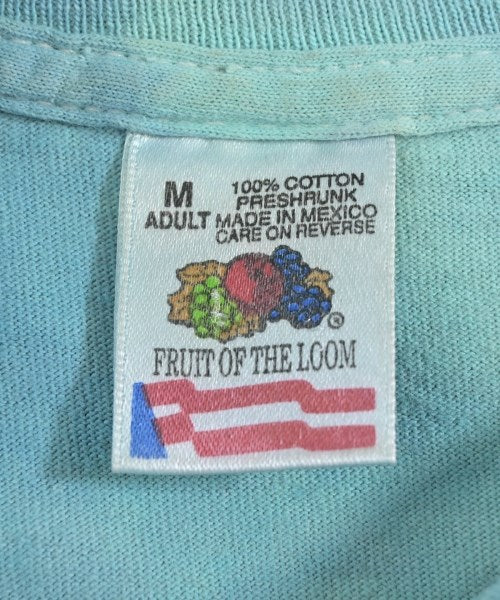 M
ADULT
100% COTTON
PRESHRUNK
MADE IN MEXICO
CARE ON REVERSE
®
FRUIT OF THE LOOM